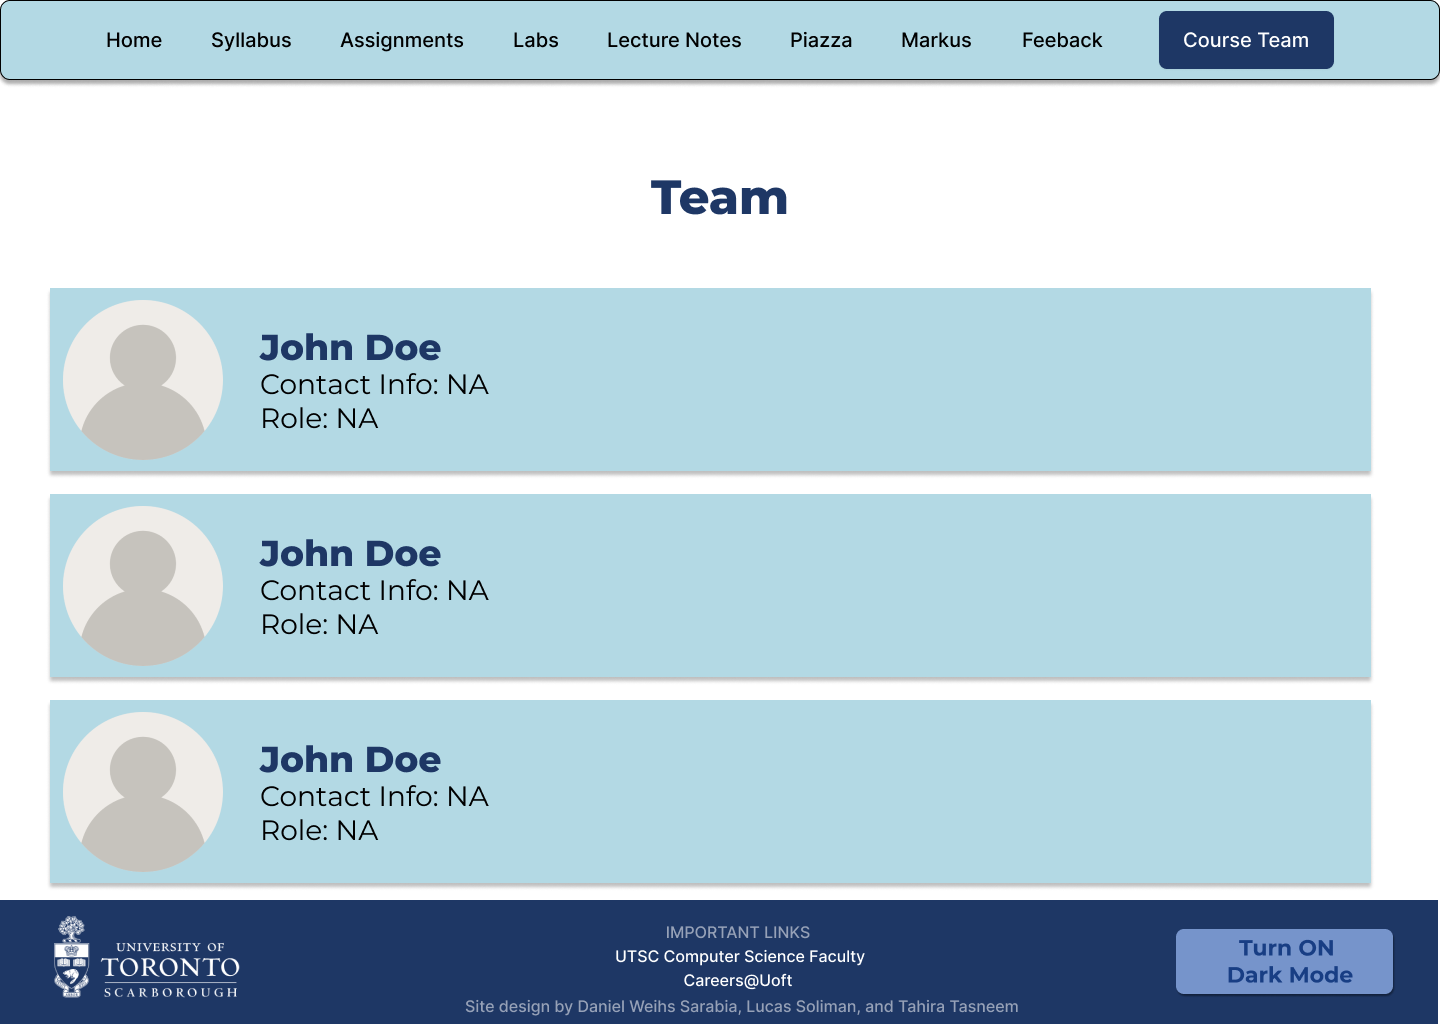 Home Syllabus Assignments Labs Lecture Notes Piazza Markus Feeback Course Team
Team
John Doe
Contact Info: NA
Role: NA
John Doe
Contact Info: NA
Role: NA
John Doe
Contact Info: NA
Role: NA
UNIVERSITY OF
TORONTO
SCARBOROUGH
IMPORTANT LINKS
UTSC Computer Science Faculty
Careers@Uoft
Site design by Daniel Weihs Sarabia, Lucas Soliman, and Tahira Tasneem
Turn ON
Dark Mode